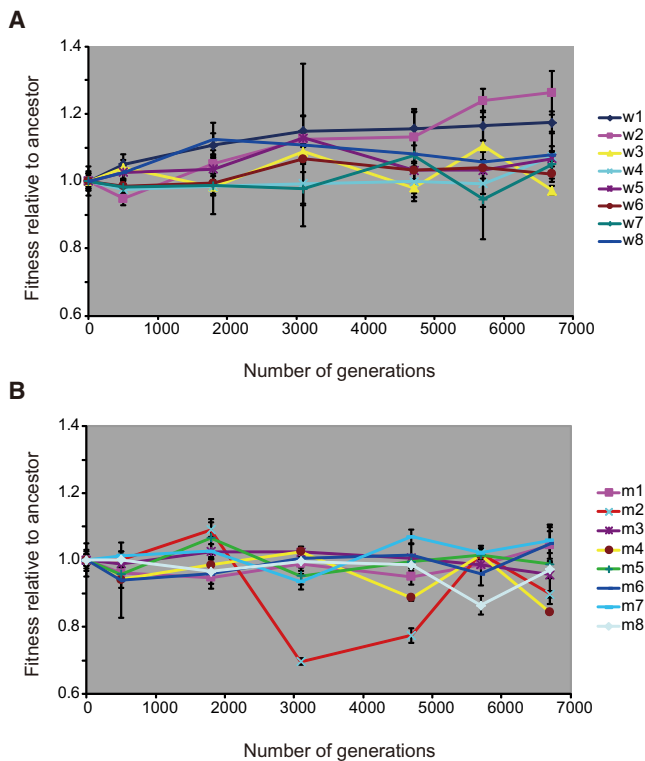 A
Fitness relative to ancestor
1.4
1.2
1.0
0.8
0.6
0 1000 2000 3000 4000 5000 6000 7000
Number of generations
w1
w2
w3
w4
w5
w6
w7
w8
B
Fitness relative to ancestor
1.4
1.2
1.0
0.8
0.6
0 1000 2000 3000 4000 5000 6000 7000
Number of generations
m1
m2
m3
m4
m5
m6
m7
m8